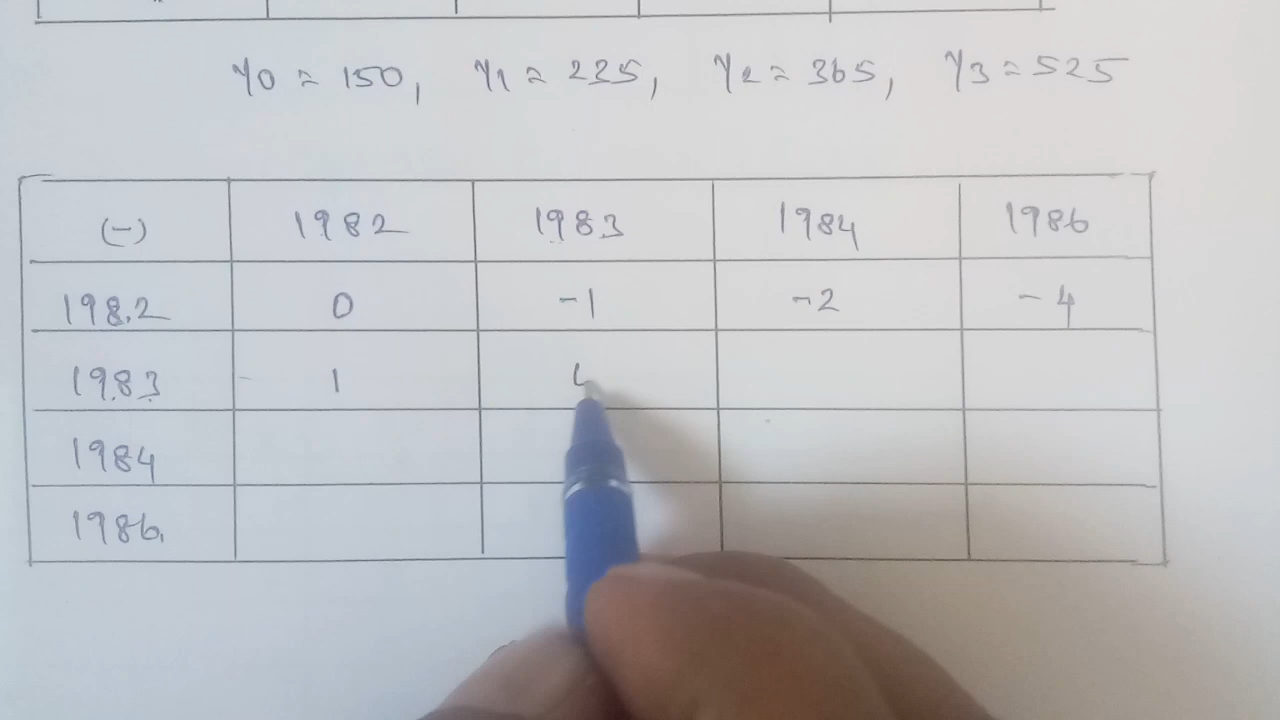 y0 = 150, y1 = 235, y2 = 365, y3 = 525
(-) 1982 1983 1984 1986
1982 0 -1 -2 -4
1983 1
1984
1986